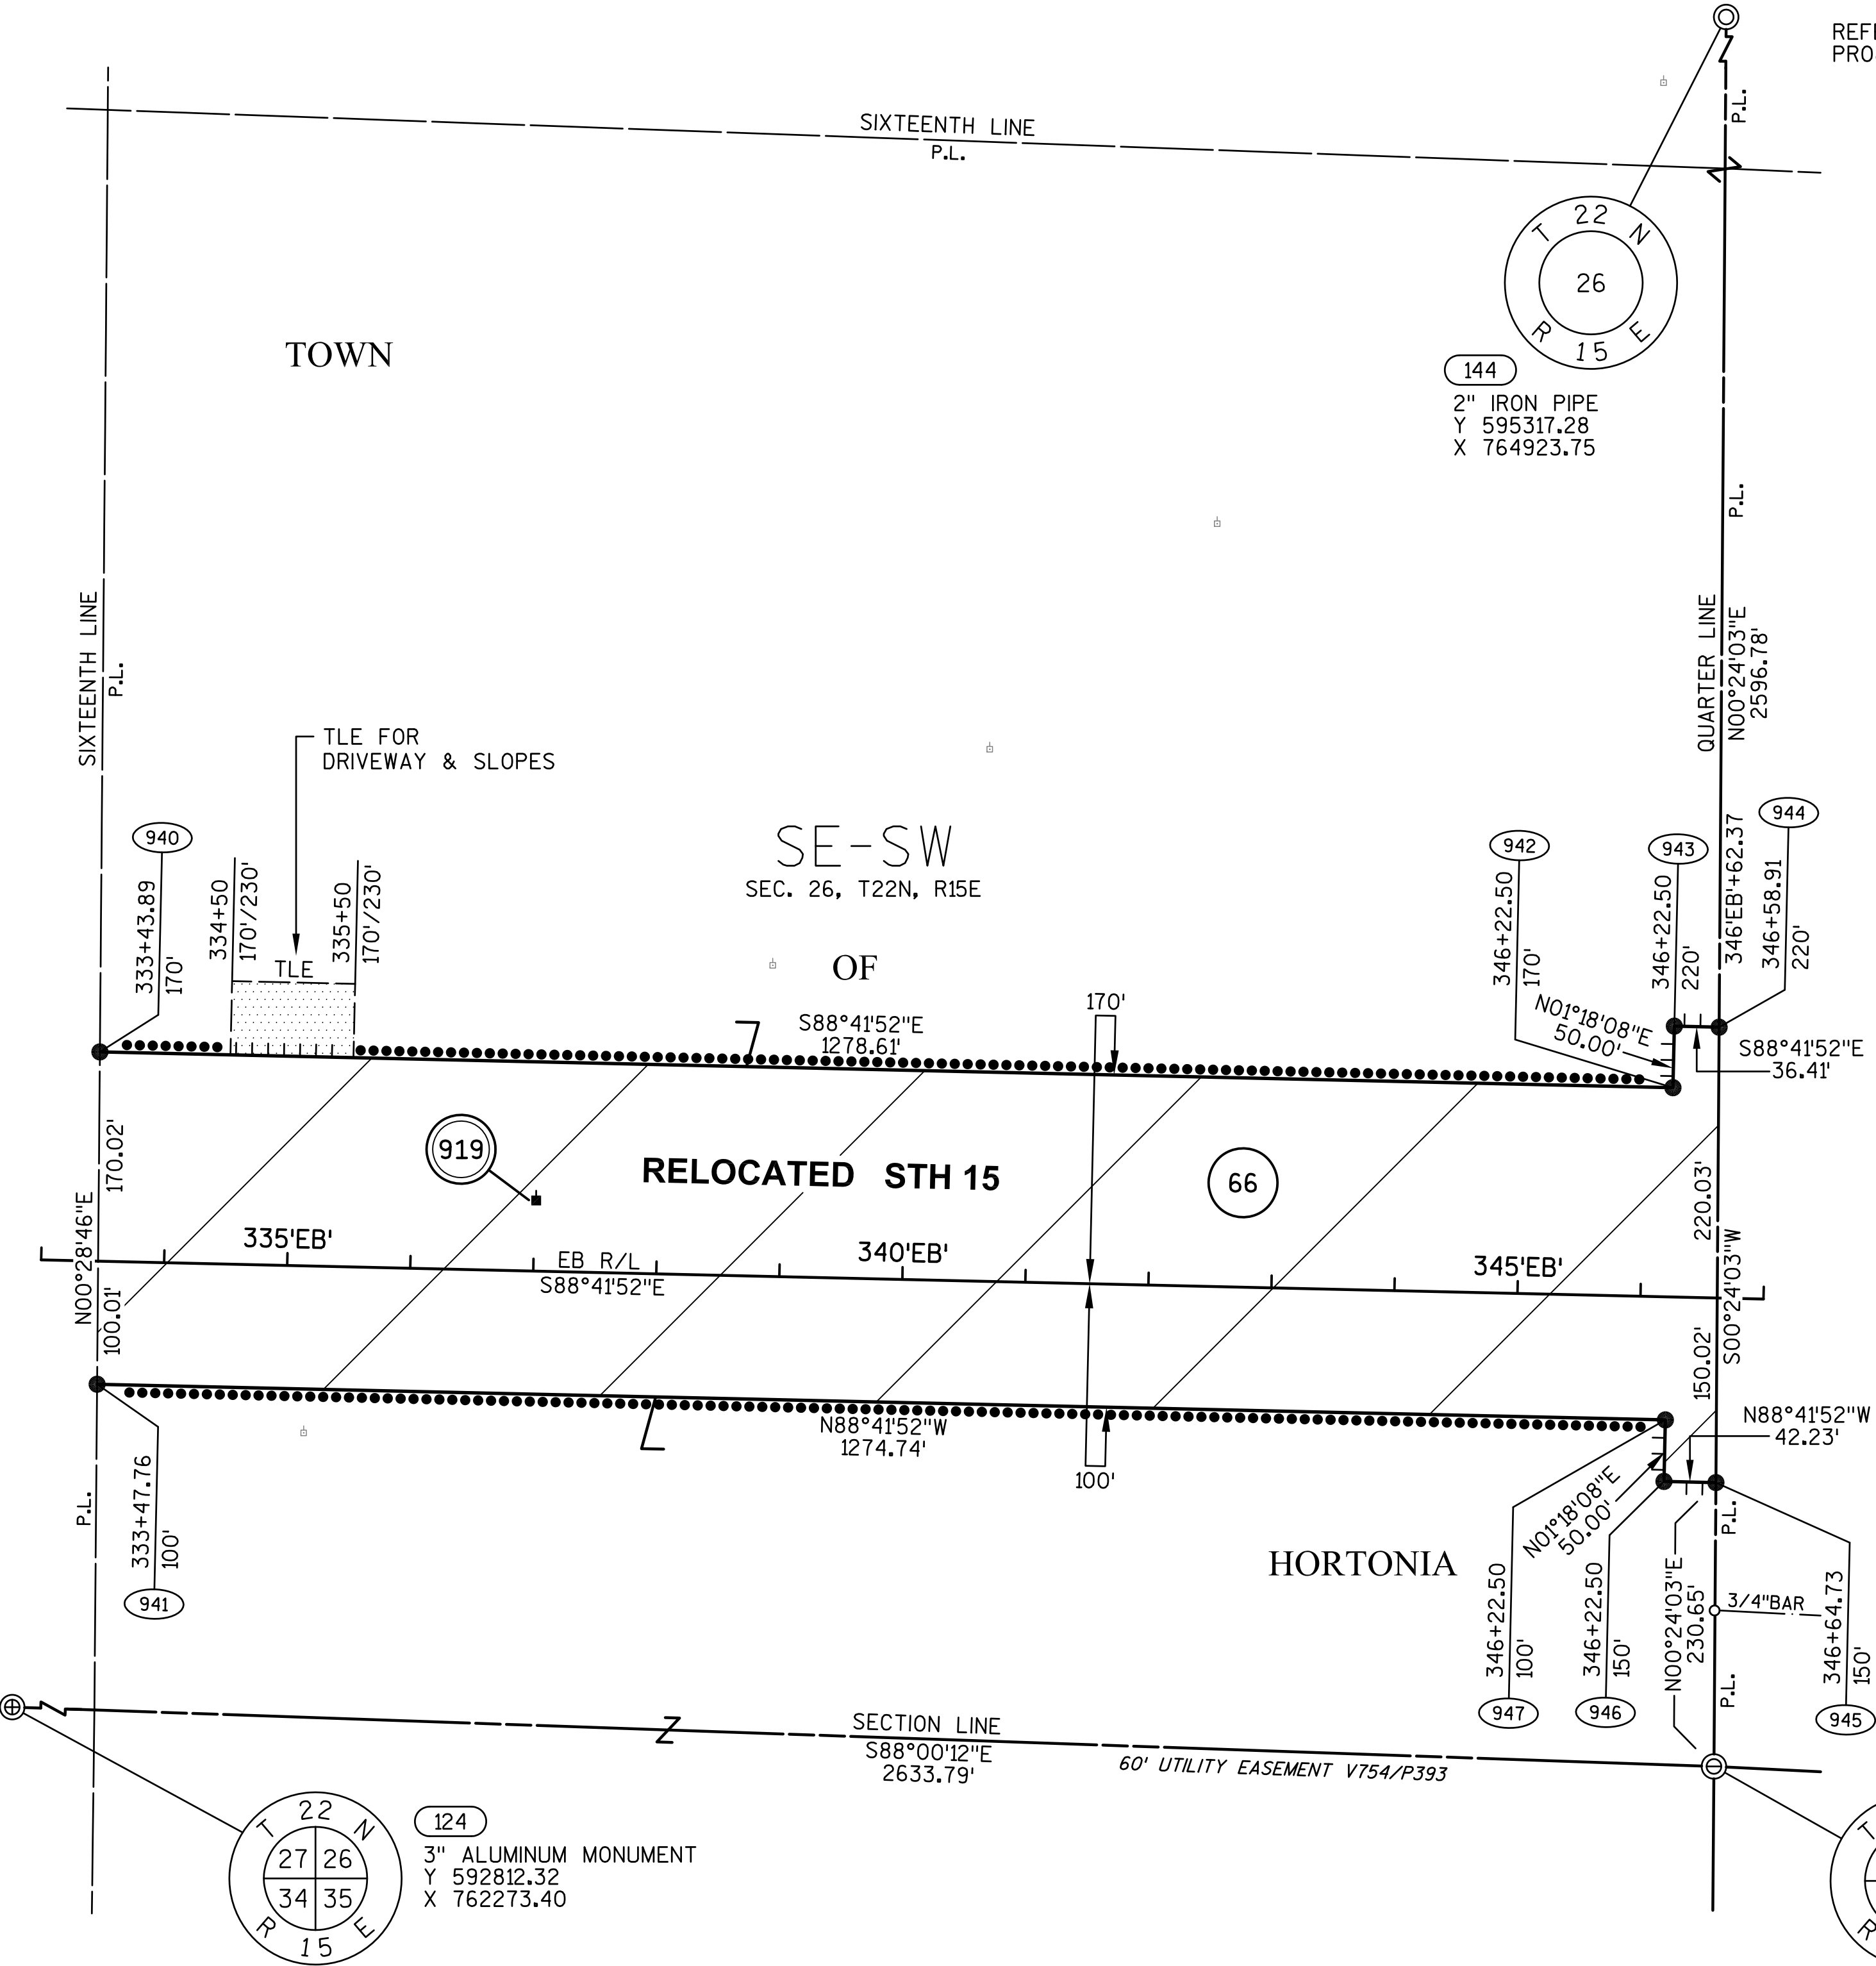 REF
PRO
SIXTEENTH LINE
P.L.
P.L.
T 22 N
26
R 15 E
TOWN
144
2" IRON PIPE
Y 595317.28
X 764923.75
P.L.
SIXTEENTH LINE
P.L.
QUARTER LINE
N00°24'03"E
2596.78'
TLE FOR
DRIVEWAY & SLOPES
940
333+43.89
170'
334+50
170'/230'
335+50
170'/230'
TLE
SE-SW
SEC. 26, T22N, R15E
OF
942
346+22.50
170'
943
346+22.50
220'
346'EB'+62.37
944
346+58.91
220'
170'
S88°41'52"E
1278.61'
N01°18'08"E
50.00'
S88°41'52"E
36.41'
170.02'
919
RELOCATED STH 15
66
220.03'
N00°28'46"E
335'EB'
EB R/L
S88°41'52"E
340'EB'
345'EB'
S00°24'03"W
100.01'
150.02'
N88°41'52"W
1274.74'
100'
N88°41'52"W
42.23'
N01°18'08"E
50.00'
P.L.
333+47.76
100'
941
HORTONIA
346+22.50
100'
947
346+22.50
150'
946
N00°24'03"E
230.65'
P.L.
3/4"BAR
P.L.
346+64.73
150'
945
SECTION LINE
S88°00'12"E
2633.79'
60' UTILITY EASEMENT V754/P393
T 22 N
27 26
34 35
R 15 E
124
3" ALUMINUM MONUMENT
Y 592812.32
X 762273.40
T
R